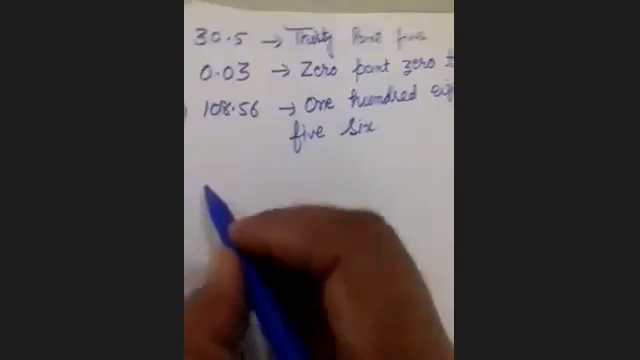 30.5 → Thirty Point five
0.03 → Zero point zero
108.56 → One hundred
five six